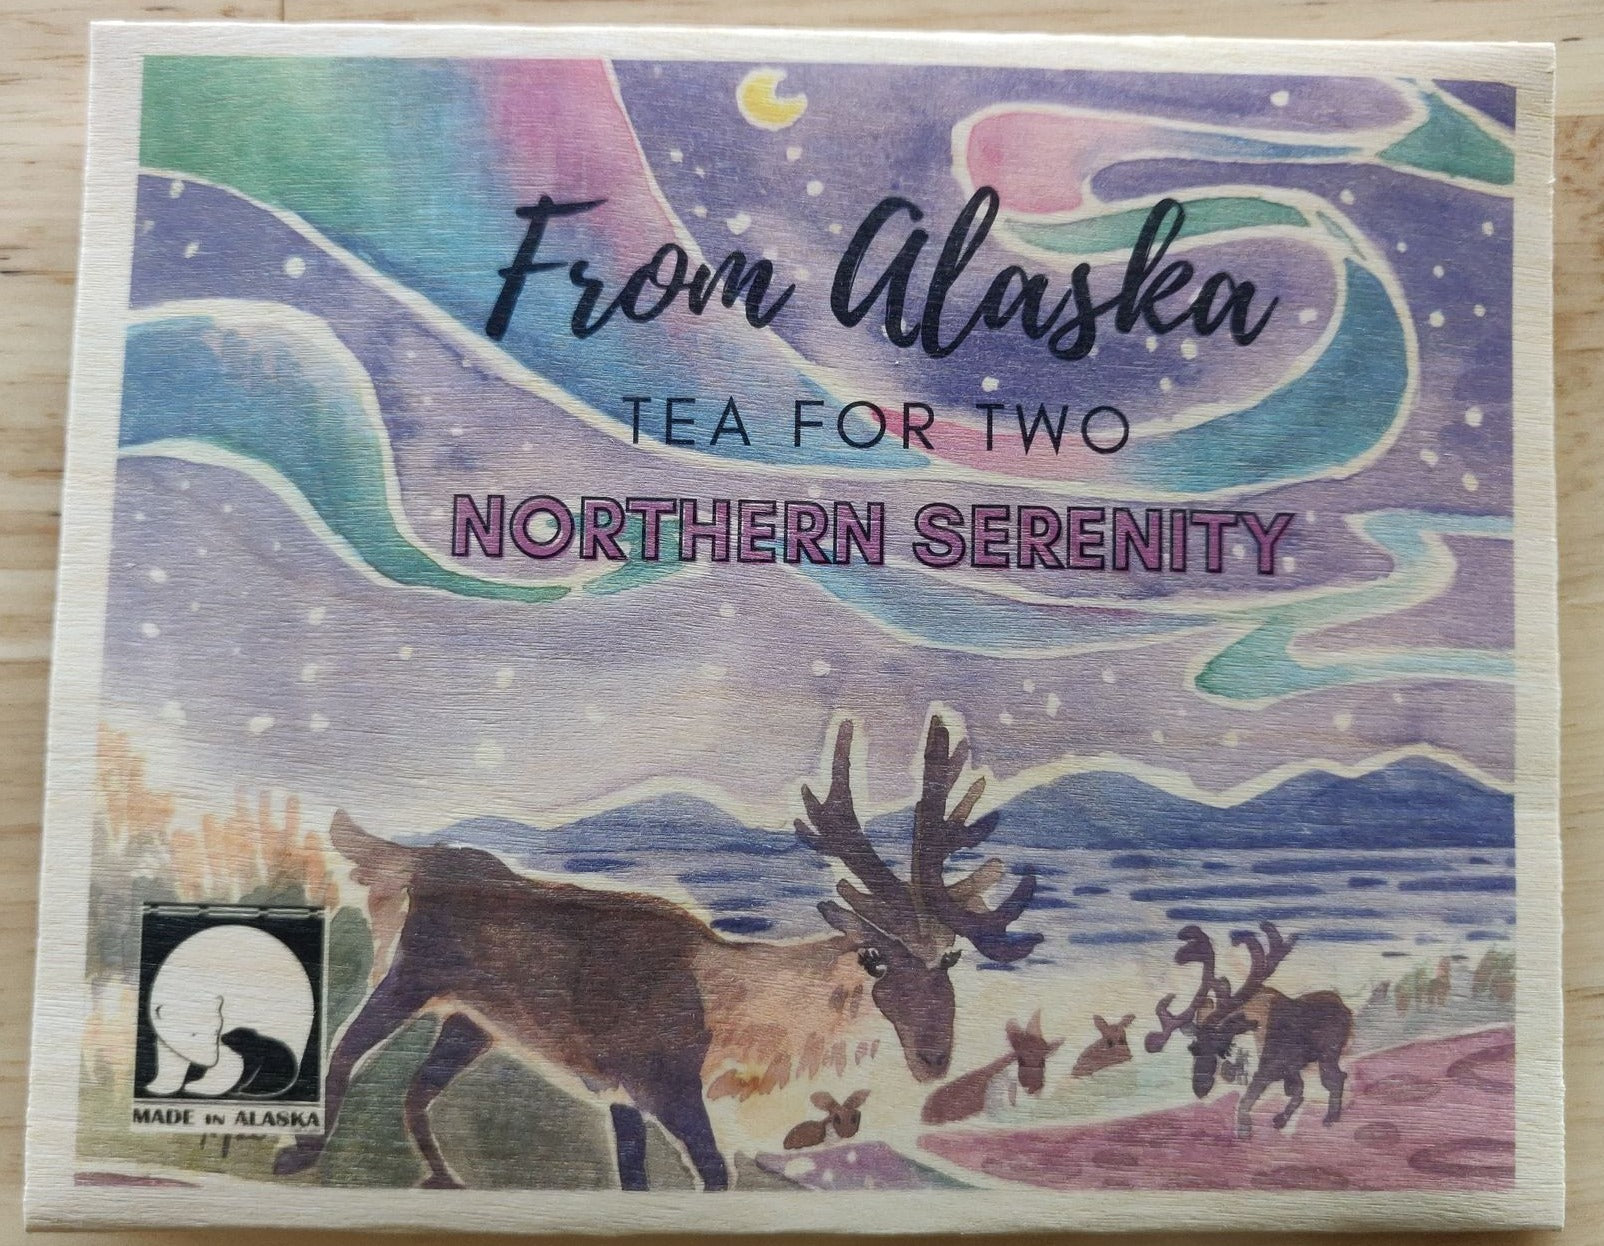 From Alaska
TEA FOR TWO
NORTHERN SERENITY
MADE IN ALASKA